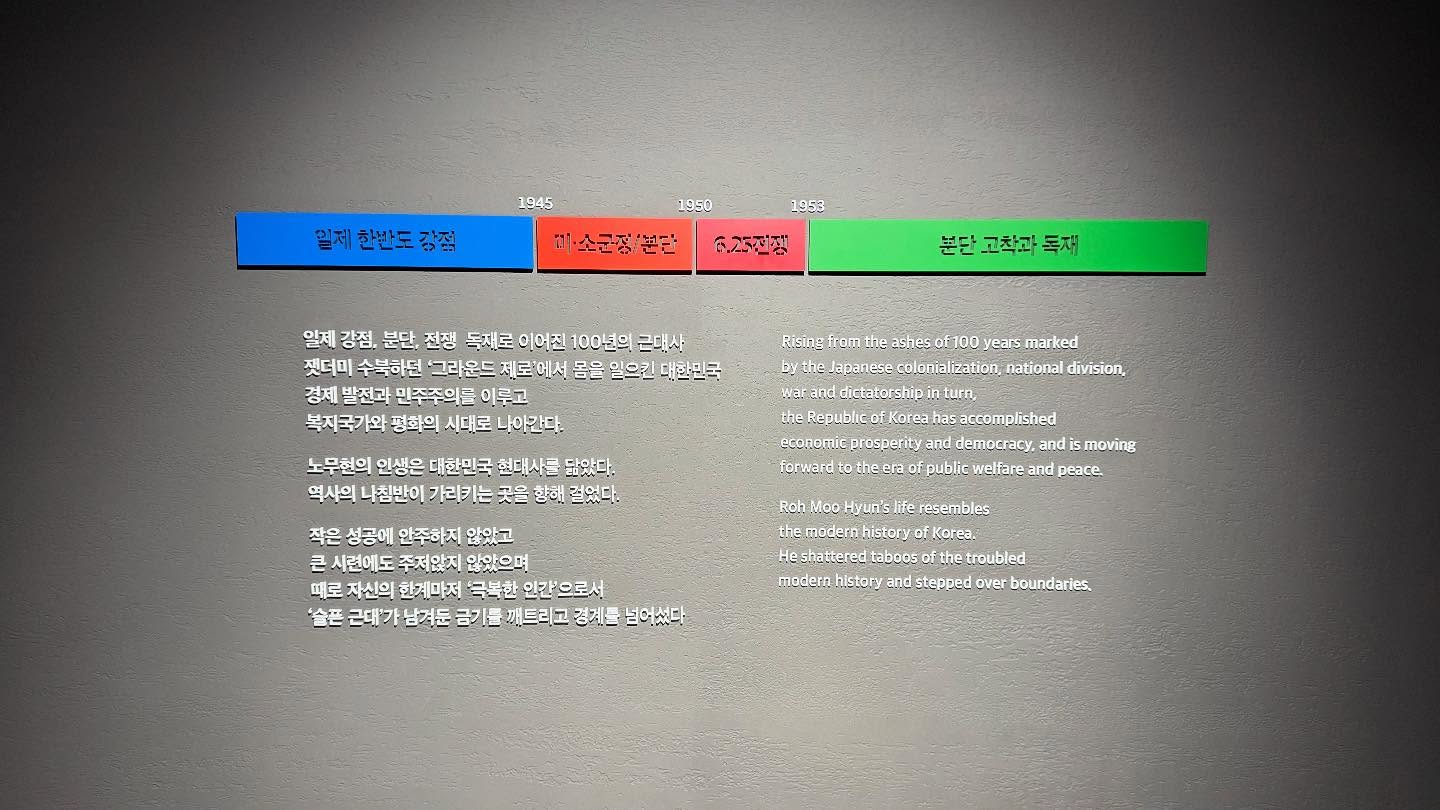 1945
1950
1953
일제 한반도 강점
미·소군정/분단
6.25전쟁
분단 고착과 독재
일제 강점, 분단, 전쟁 독재로 이어진 100년의 근대사
잿더미 수북하던 ‘그라운드 제로’에서 몸을 일으킨 대한민국
경제 발전과 민주주의를 이루고
복지국가와 평화의 시대로 나아간다.
노무현의 인생은 대한민국 현대사를 닮았다.
역사의 나침반이 가리키는 곳을 향해 걸었다.
작은 성공에 안주하지 않았고
큰 시련에도 주저앉지 않았으며
때로 자신의 한계마저 ‘극복한 인간’으로서
‘슬픈 근대’가 남겨둔 금기를 깨트리고 경계를 넘어섰다
Rising from the ashes of 100 years marked
by the Japanese colonialization, national division,
war and dictatorship in turn,
the Republic of Korea has accomplished
economic prosperity and democracy, and is moving
forward to the era of public welfare and peace.
Roh Moo Hyun's life resembles
the modern history of Korea.
He shattered taboos of the troubled
modern history and stepped over boundaries.